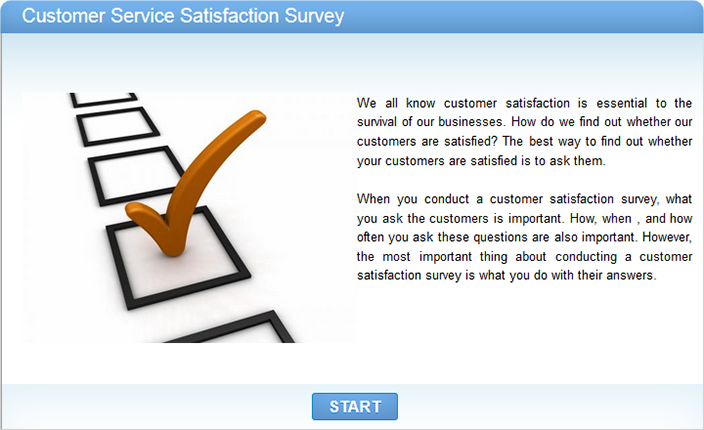 Customer Service Satisfaction Survey
We all know customer satisfaction is essential to the
survival of our businesses. How do we find out whether our
customers are satisfied? The best way to find out whether
your customers are satisfied is to ask them.
When you conduct a customer satisfaction survey, what
you ask the customers is important. How, when , and how
often you ask these questions are also important. However,
the most important thing about conducting a customer
satisfaction survey is what you do with their answers.
START